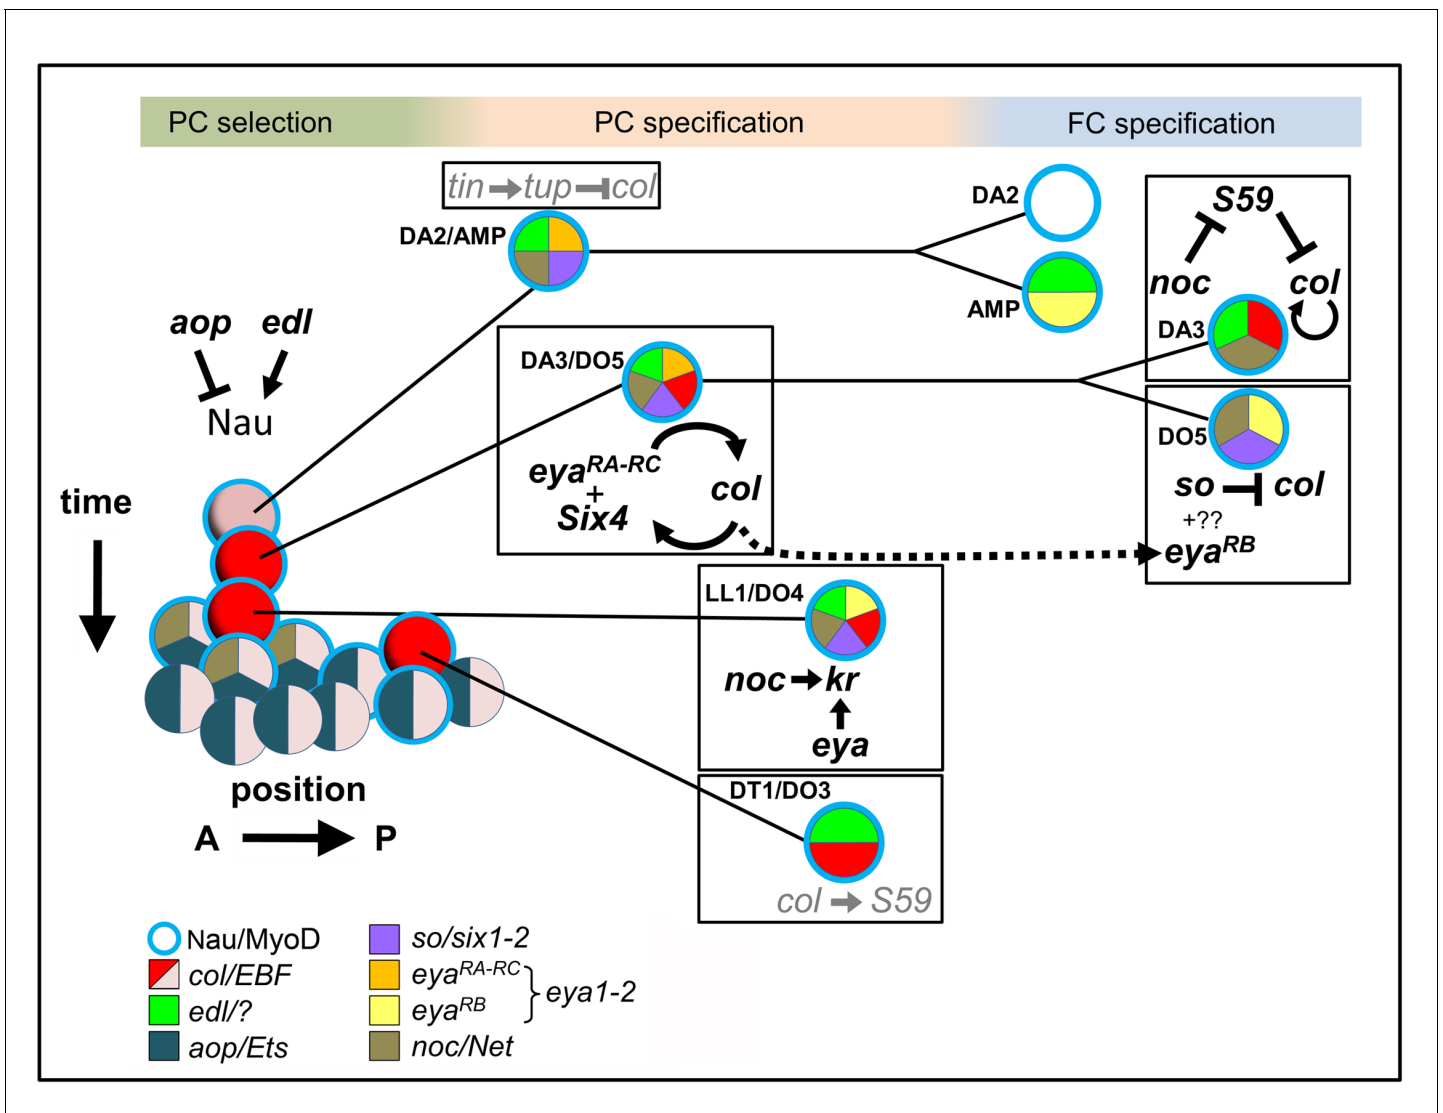 PC selection PC specification FC specification
tin tup col
DA2/AMP
DA2
AMP
S59
noc col
DA3
aop edl
Nau
DA3/DO5
eyaRA-RC
+
Six4
col
DO5
so col
+??
eyaRB
time
LL1/DO4
noc kr
eya
position
A P
DT1/DO3
col S59
Nau/MyoD
col/EBF
edl/?
aop/Ets
so/six1-2
eyaRA-RC
eyaRB
eya1-2
noc/Net